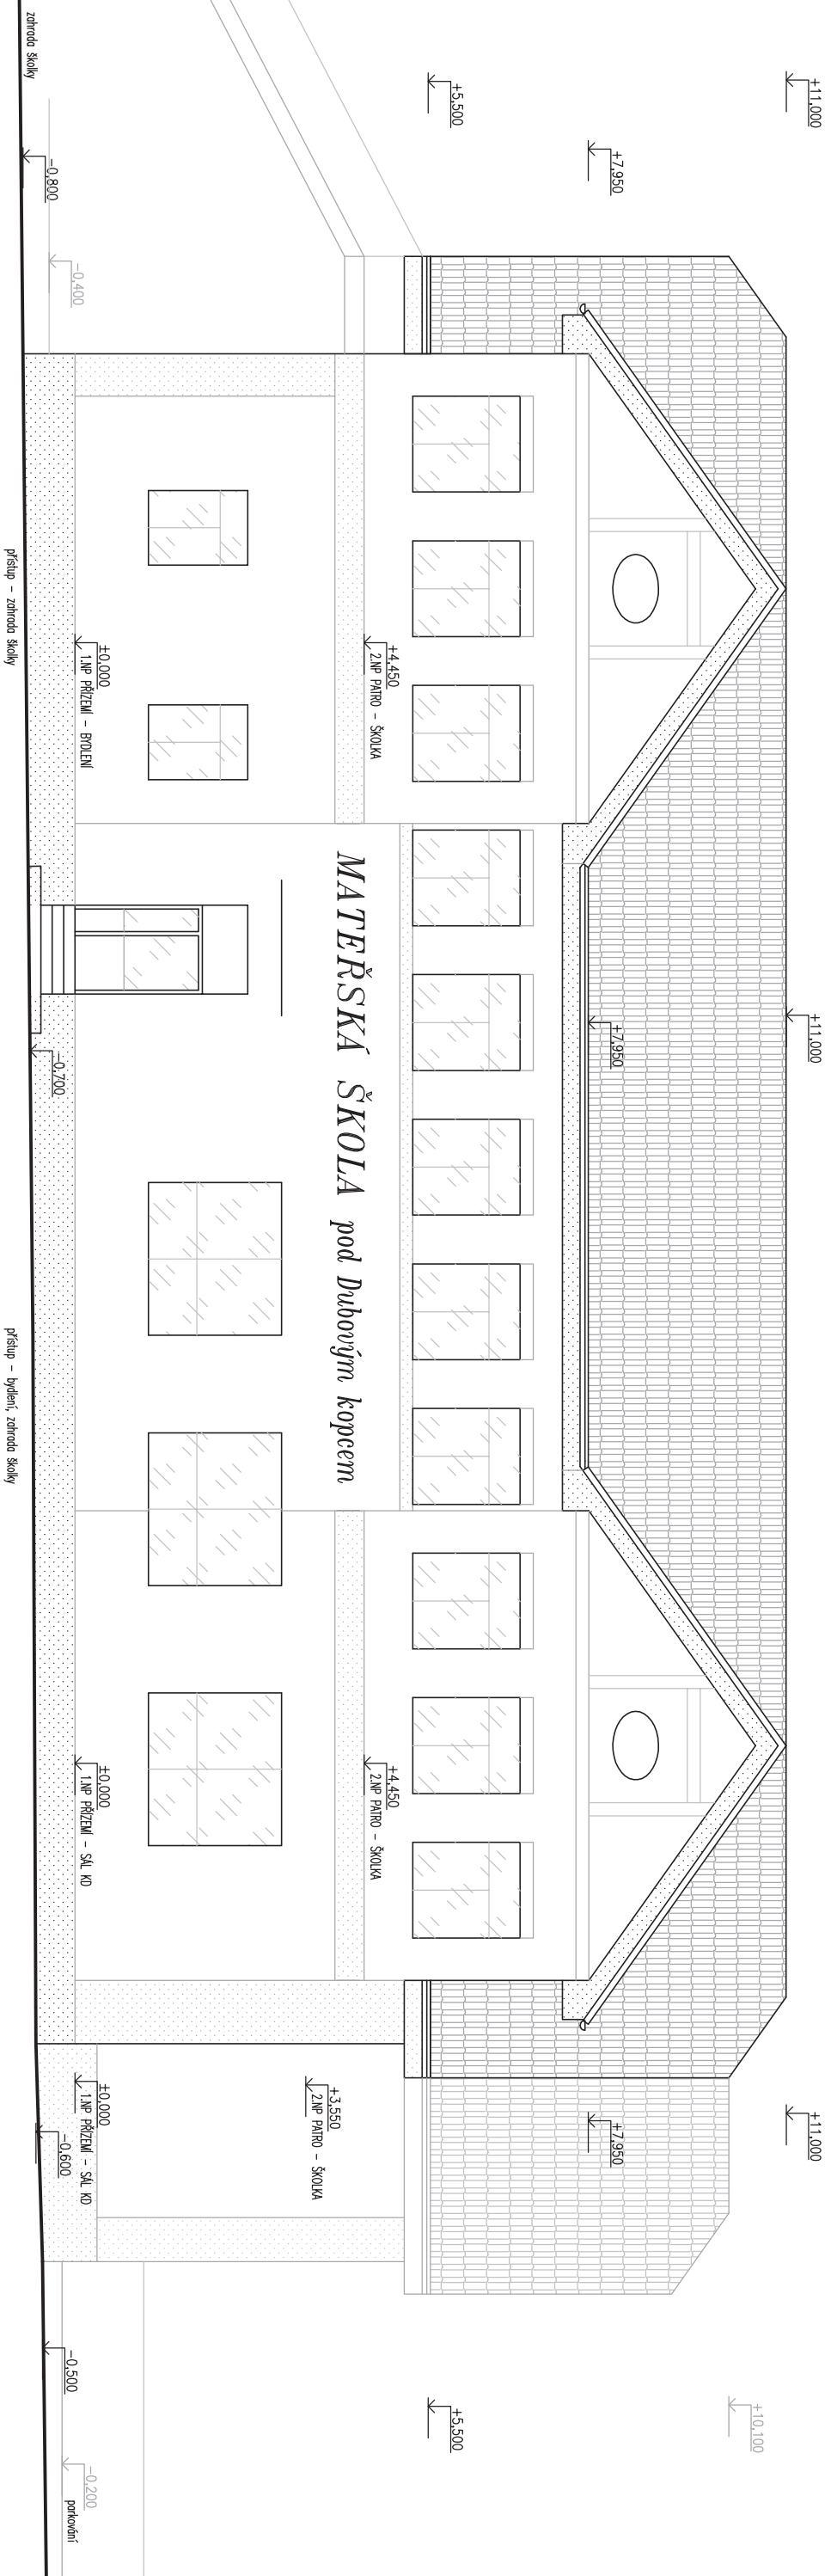 +11,000
+11,000
+11,000
+10,100
+7,950
+7,950
+7,950
+5,500
+5,500
+4,450
2.NP PATRO - ŠKOLKA
+4,450
2.NP PATRO - ŠKOLKA
MATEŘSKÁ ŠKOLA pod Dubovým kopcem
+3,550
2.NP PATRO - ŠKOLKA
±0,000
1.NP PŘÍZEMÍ - BYDLENÍ
±0,000
1.NP PŘÍZEMÍ - SÁL KD
±0,000
1.NP PŘÍZEMÍ - SÁL KD
-0,400
-0,800
-0,700
-0,600
-0,500
-0,200
zahrada školky
parkování
přístup - zahrada školky
přístup - bydlení, zahrada školky